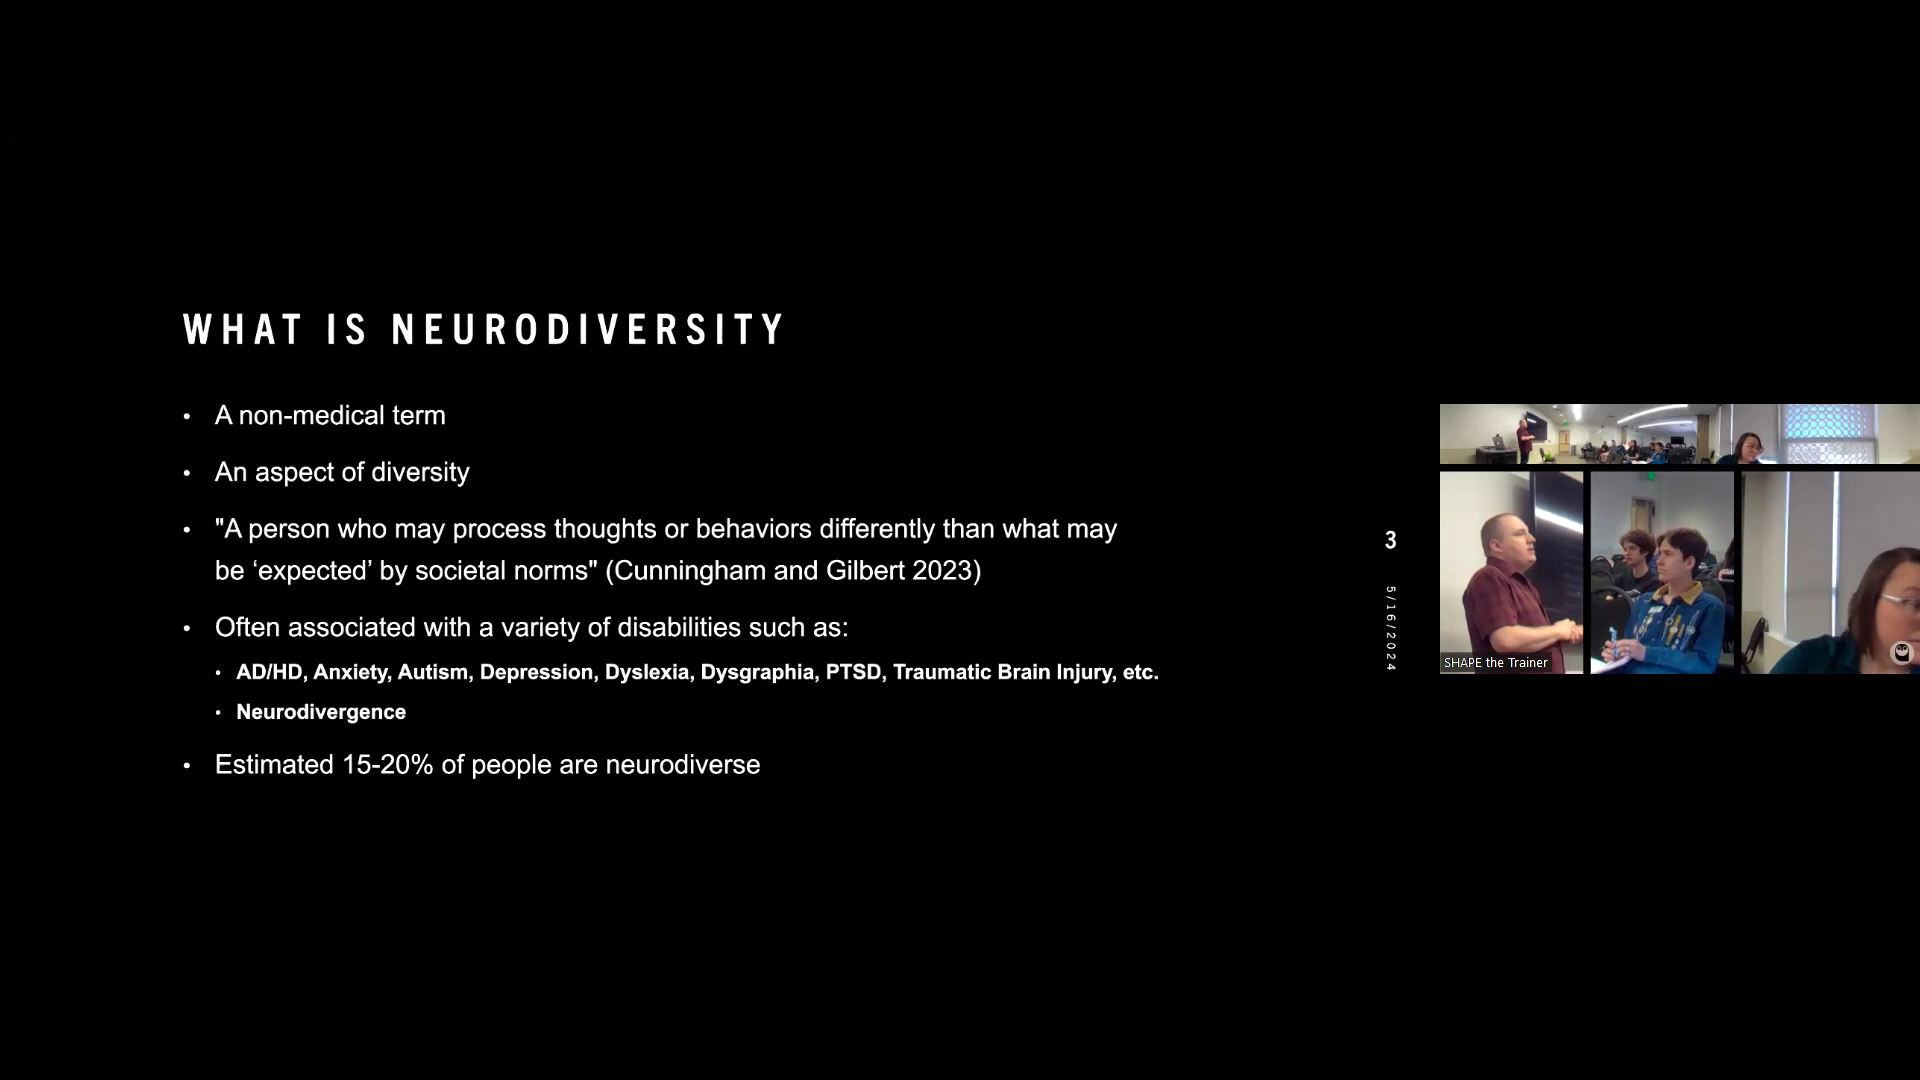 WHAT IS NEURODIVERSITY
• A non-medical term
• An aspect of diversity
• "A person who may process thoughts or behaviors differently than what may
be ‘expected’ by societal norms" (Cunningham and Gilbert 2023)
• Often associated with a variety of disabilities such as:
• AD/HD, Anxiety, Autism, Depression, Dyslexia, Dysgraphia, PTSD, Traumatic Brain Injury, etc.
• Neurodivergence
• Estimated 15-20% of people are neurodiverse
3
5/16/2024
SHAPE the Trainer